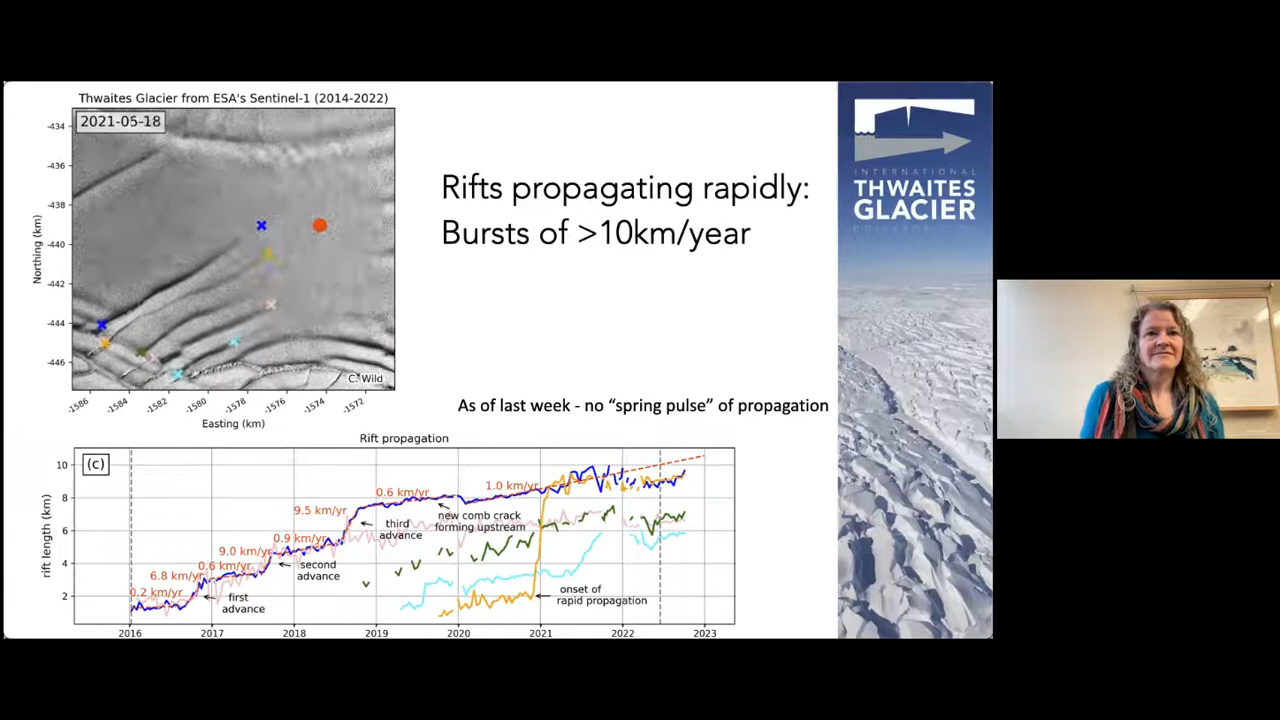 Thwaites Glacier from ESA's Sentinel-1 (2014-2022)
2021-05-18
-434
-436
-438
-440
-442
-444
-446
Northing (km)
C. Wild
-1586
-1584
-1582
-1580
-1578
-1576
-1574
-1572
Easting (km)
Rifts propagating rapidly:
Bursts of >10km/year
As of last week - no “spring pulse” of propagation
INTERNATIONAL
THWAITES
GLACIER
COLLABORATION
Rift propagation
(c)
rift length (km)
10
8
6
4
2
0.2 km/yr
6.8 km/yr
first
advance
0.6 km/yr
9.0 km/yr
second
advance
0.9 km/yr
9.5 km/yr
third
advance
0.6 km/yr
new comb crack
forming upstream
1.0 km/yr
onset of
rapid propagation
2016
2017
2018
2019
2020
2021
2022
2023